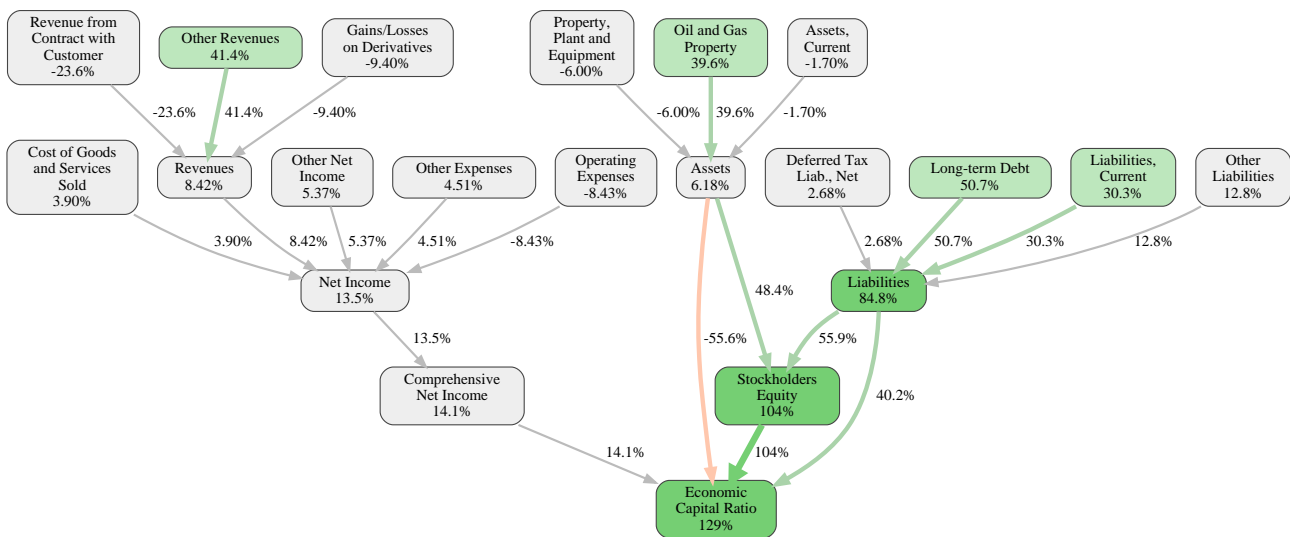 Revenue from
Contract with
Customer
-23.6%
Other Revenues
41.4%
Gains/Losses
on Derivatives
-9.40%
Property,
Plant and
Equipment
-6.00%
Oil and Gas
Property
39.6%
Assets,
Current
-1.70%
-23.6%
41.4%
-9.40%
-6.00%
39.6%
-1.70%
Cost of Goods
and Services
Sold
3.90%
Revenues
8.42%
Other Net
Income
5.37%
Other Expenses
4.51%
Operating
Expenses
-8.43%
Assets
6.18%
Deferred Tax
Liab., Net
2.68%
Long-term Debt
50.7%
Liabilities,
Current
30.3%
Other
Liabilities
12.8%
3.90%
8.42%
5.37%
4.51%
-8.43%
2.68%
50.7%
30.3%
12.8%
Net Income
13.5%
48.4%
Liabilities
84.8%
13.5%
-55.6%
55.9%
Comprehensive
Net Income
14.1%
Stockholders
Equity
104%
40.2%
14.1%
104%
Economic
Capital Ratio
129%